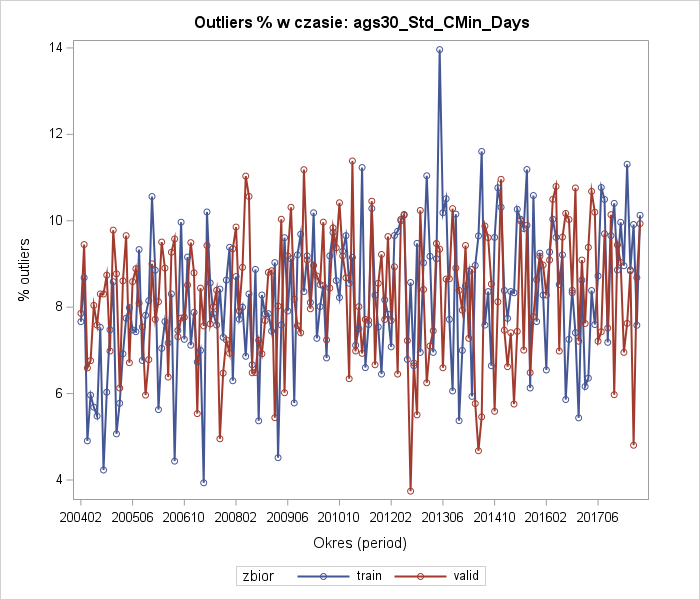 Outliers % w czasie: ags30_Std_CMin_Days
% outliers
14
12
10
8
6
4
200402 200506 200610 200802 200906 201010 201202 201306 201410 201602 201706
Okres (period)
zbior train valid